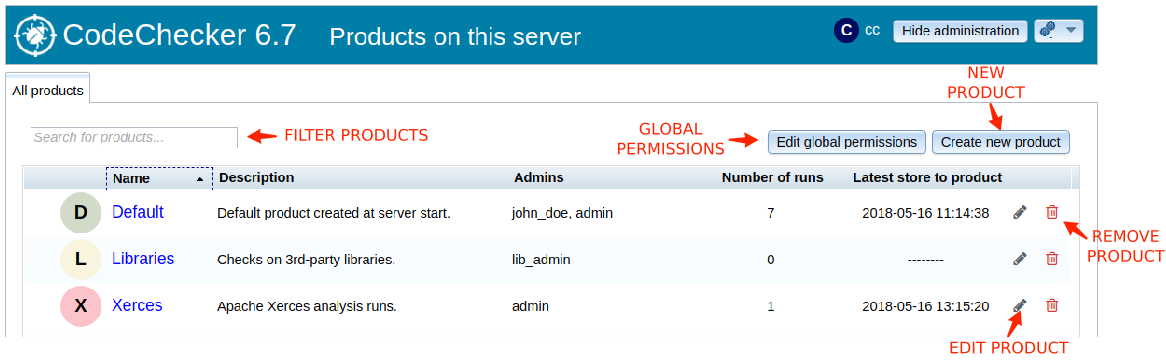 CodeChecker 6.7 Products on this server C cc Hide administration
All products
NEW
PRODUCT
Search for products... FILTER PRODUCTS
GLOBAL
PERMISSIONS
Edit global permissions Create new product
Name Description Admins Number of runs Latest store to product
D Default Default product created at server start. john_doe, admin 7 2018-05-16 11:14:38
REMOVE
PRODUCT
L Libraries Checks on 3rd-party libraries. lib_admin 0 --------
X Xerces Apache Xerces analysis runs. admin 1 2018-05-16 13:15:20
EDIT PRODUCT